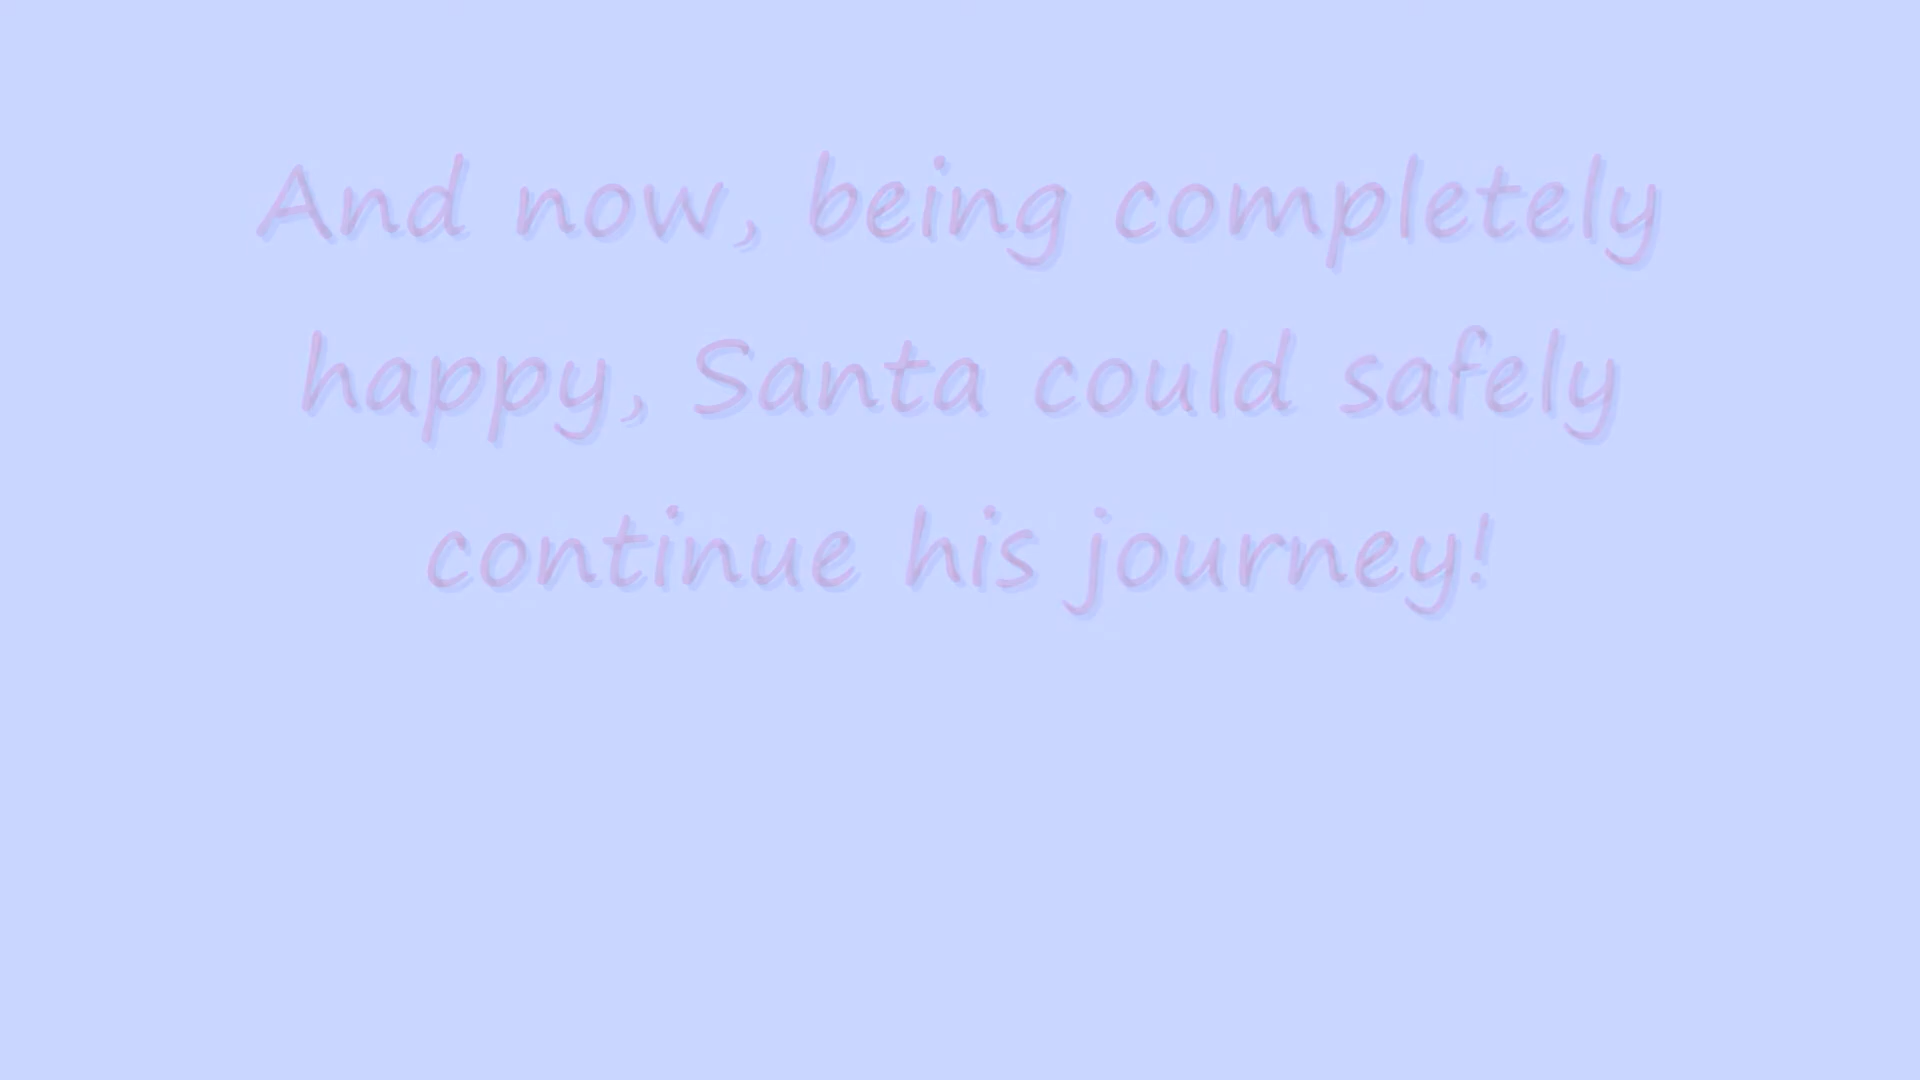 And now, being completely
happy, Santa could safely
continue his journey!